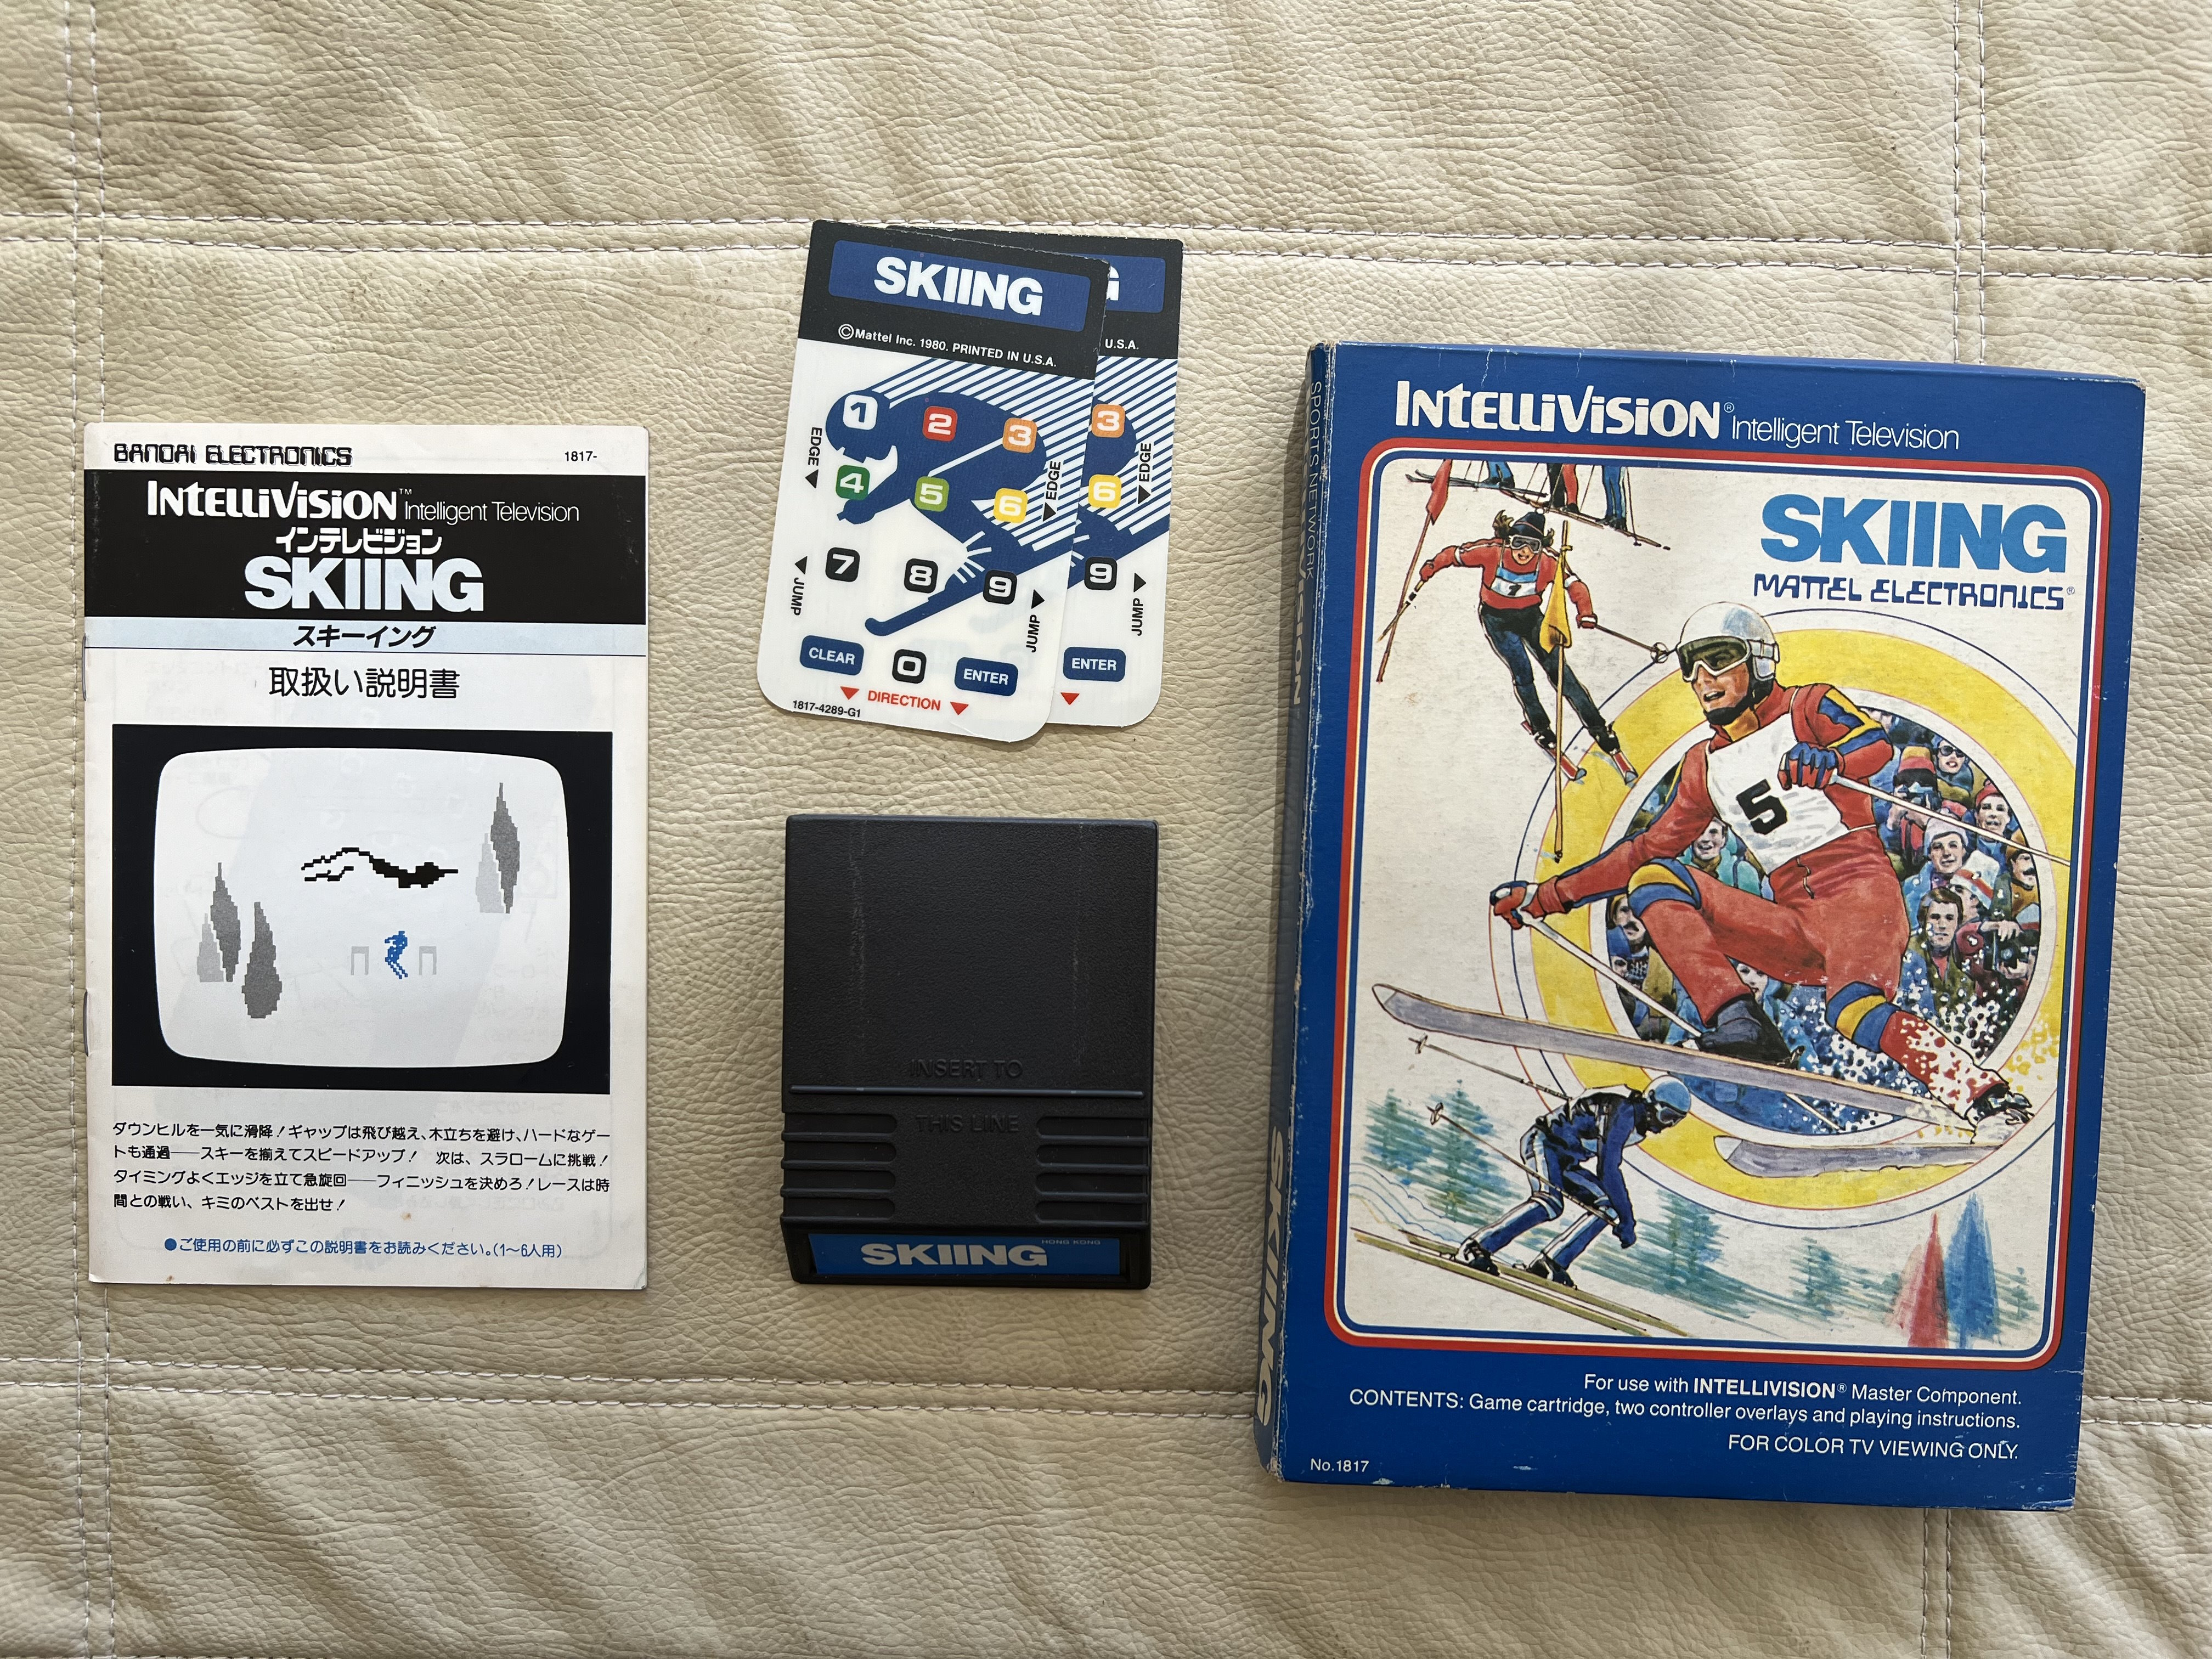 BANDAI ELECTRONICS
1817-
INTELLIVISION™ Intelligent Television
インテレビジョン
SKIING
スキーイング
取扱い説明書
ダウンヒルを一気に滑降！ギャップは飛び越え、木立ちを避け、ハードなゲー
トも通過――スキーを揃えてスピードアップ！ 次は、スラロームに挑戦！
タイミングよくエッジを立て急旋回――フィニッシュを決めろ！レースは時
間との戦い、キミのベストを出せ！
●ご使用の前に必ずこの説明書をお読みください。(1〜6人用)
SKIING
©Mattel Inc. 1980. PRINTED IN U.S.A.
1 2 3
EDGE
EDGE
4 5 6
7 8 9
JUMP
JUMP
CLEAR 0 ENTER
DIRECTION
1817-4289-G1
G
U.S.A.
3
EDGE
6
9
JUMP
ENTER
INSERT TO
THIS LINE
SKIING
HONG KONG
SPORTS NETWORK
SKIING
INTELLIVISION® Intelligent Television
SKIING
MATTEL ELECTRONICS®
1
5
For use with INTELLIVISION® Master Component.
CONTENTS: Game cartridge, two controller overlays and playing instructions.
FOR COLOR TV VIEWING ONLY.
No.1817